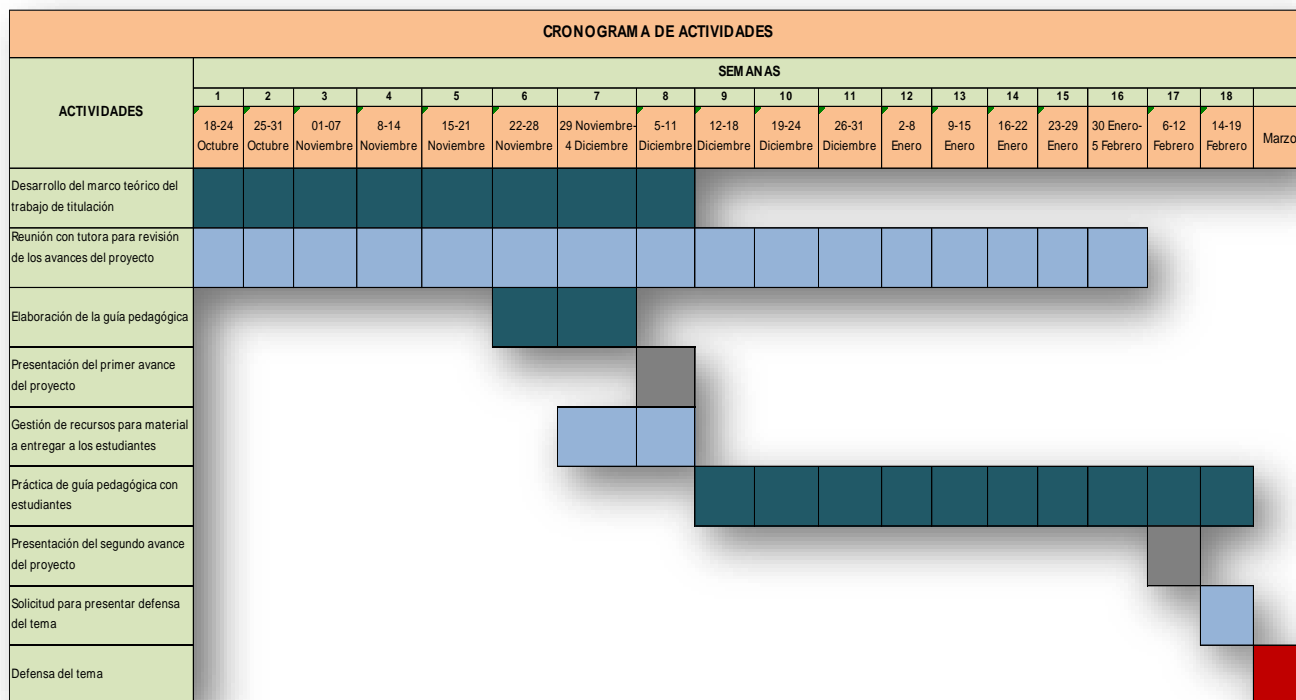 CRONOGRAMA DE ACTIVIDADES
ACTIVIDADES
SEMANAS
1 2 3 4 5 6 7 8 9 10 11 12 13 14 15 16 17 18
18-24 Octubre
25-31 Octubre
01-07 Noviembre
8-14 Noviembre
15-21 Noviembre
22-28 Noviembre
29 Noviembre- 4 Diciembre
5-11 Diciembre
12-18 Diciembre
19-24 Diciembre
26-31 Diciembre
2-8 Enero
9-15 Enero
16-22 Enero
23-29 Enero
30 Enero- 5 Febrero
6-12 Febrero
14-19 Febrero
Marzo
Desarrollo del marco teórico del
trabajo de titulación
Reunión con tutora para revisión
de los avances del proyecto
Elaboración de la guía pedagógica
Presentación del primer avance
del proyecto
Gestión de recursos para material
a entregar a los estudiantes
Práctica de guía pedagógica con
estudiantes
Presentación del segundo avance
del proyecto
Solicitud para presentar defensa
del tema
Defensa del tema